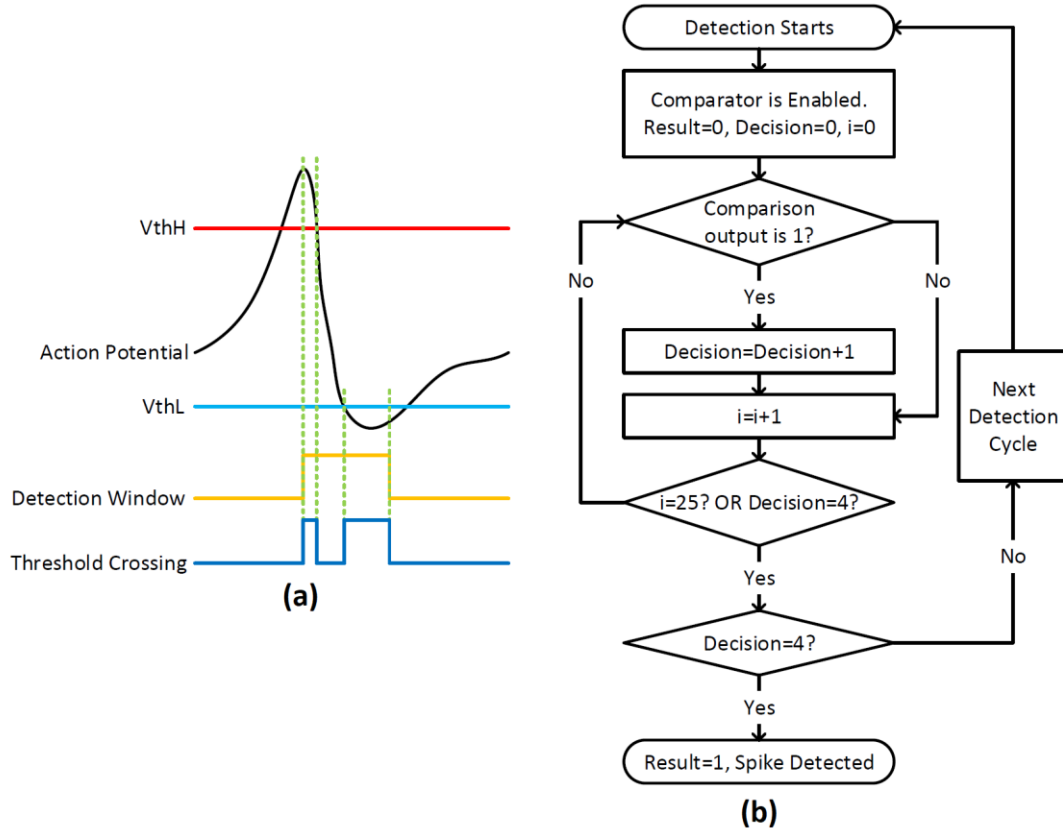 VthH
Action Potential
VthL
Detection Window
Threshold Crossing
(a)
Detection Starts
Comparator is Enabled.
Result=0, Decision=0, i=0
Comparison
output is 1?
No
No
Yes
Decision=Decision+1
i=i+1
Next
Detection
Cycle
i=25? OR Decision=4?
No
Yes
Decision=4?
Yes
Result=1, Spike Detected
(b)